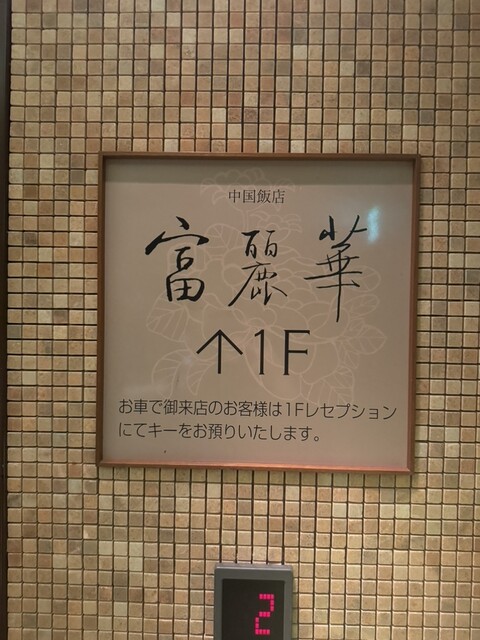 中国飯店
富麗華
↑1F
お車で御来店のお客様は1Fレセプション
にてキーをお預りいたします。
2